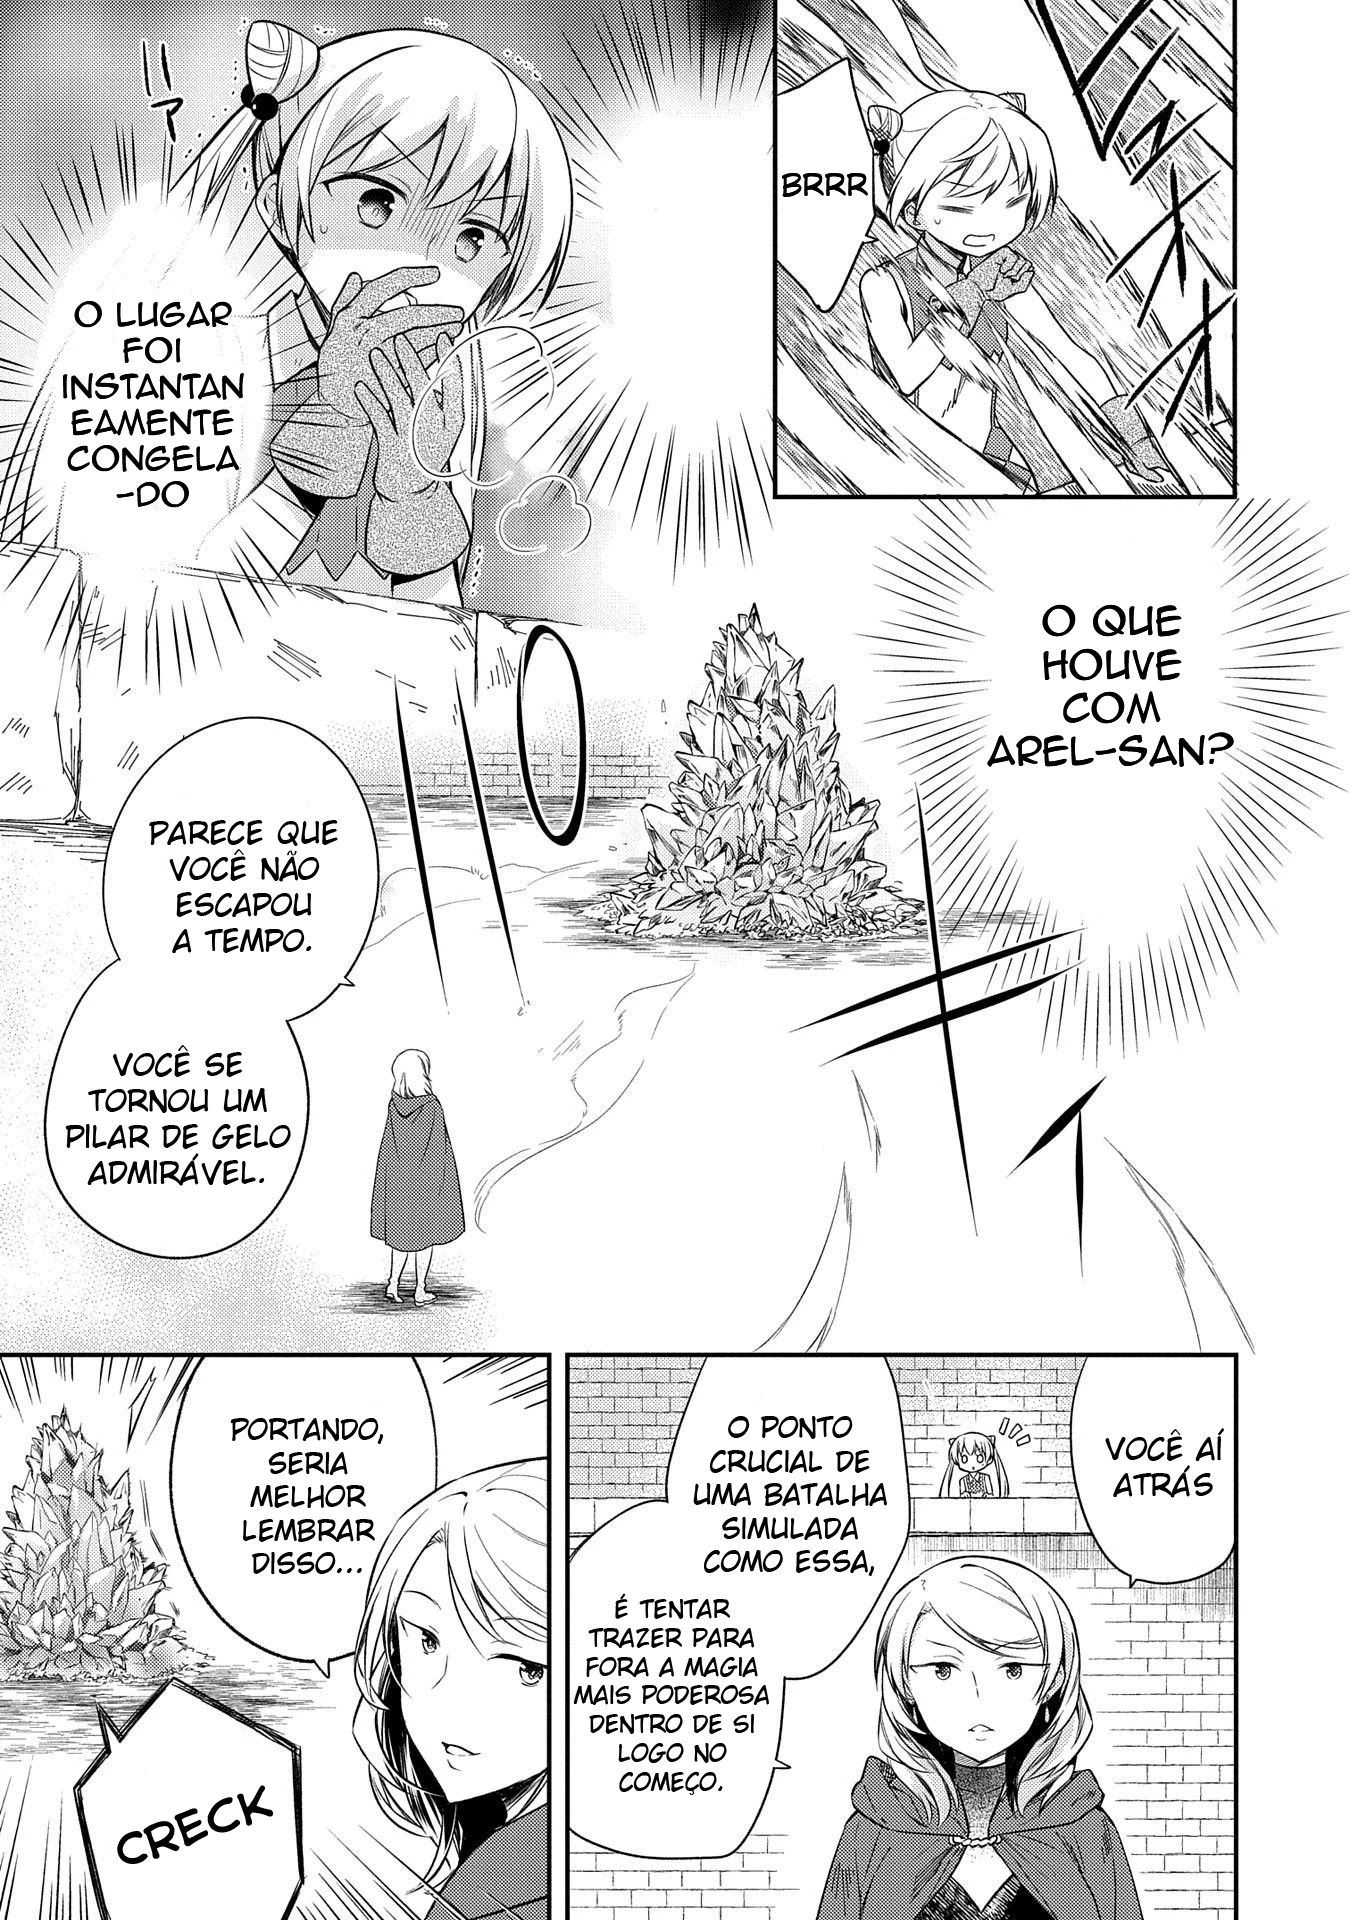 BRRR
O LUGAR
FOI
INSTANTAN
EAMENTE
CONGELA
-DO
O QUE
HOUVE
COM
AREL-SAN?
PARECE QUE
VOCÊ NÃO
ESCAPOU
A TEMPO.
VOCÊ SE
TORNOU UM
PILAR DE GELO
ADMIRÁVEL.
VOCÊ AÍ
ATRÁS
O PONTO
CRUCIAL DE
UMA BATALHA
SIMULADA
COMO ESSA,
É TENTAR
TRAZER PARA
FORA A MAGIA
MAIS PODEROSA
DENTRO DE SI
LOGO NO
COMEÇO.
PORTANDO,
SERIA
MELHOR
LEMBRAR
DISSO...
CRECK